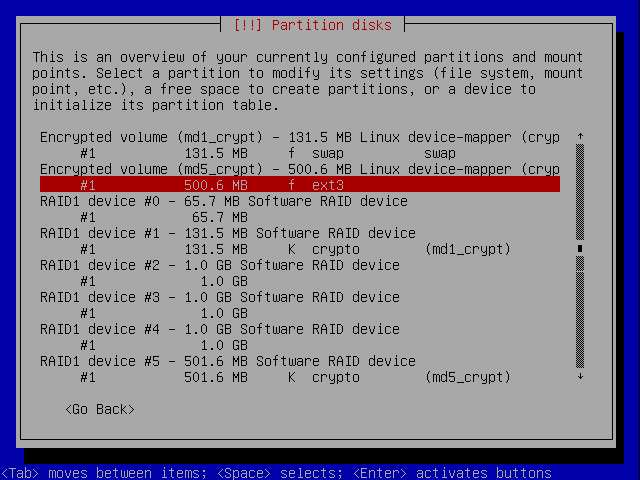 [!!] Partition disks
This is an overview of your currently configured partitions and mount
points. Select a partition to modify its settings (file system, mount
point, etc.), a free space to create partitions, or a device to
initialize its partition table.
Encrypted volume (md1_crypt) - 131.5 MB Linux device-mapper (cryp
#1 131.5 MB f swap swap
Encrypted volume (md5_crypt) - 500.6 MB Linux device-mapper (cryp
#1 500.6 MB f ext3
RAID1 device #0 - 65.7 MB Software RAID device
#1 65.7 MB
RAID1 device #1 - 131.5 MB Software RAID device
#1 131.5 MB K crypto (md1_crypt)
RAID1 device #2 - 1.0 GB Software RAID device
#1 1.0 GB
RAID1 device #3 - 1.0 GB Software RAID device
#1 1.0 GB
RAID1 device #4 - 1.0 GB Software RAID device
#1 1.0 GB
RAID1 device #5 - 501.6 MB Software RAID device
#1 501.6 MB K crypto (md5_crypt)
<Go Back>
<Tab> moves between items; <Space> selects; <Enter> activates buttons